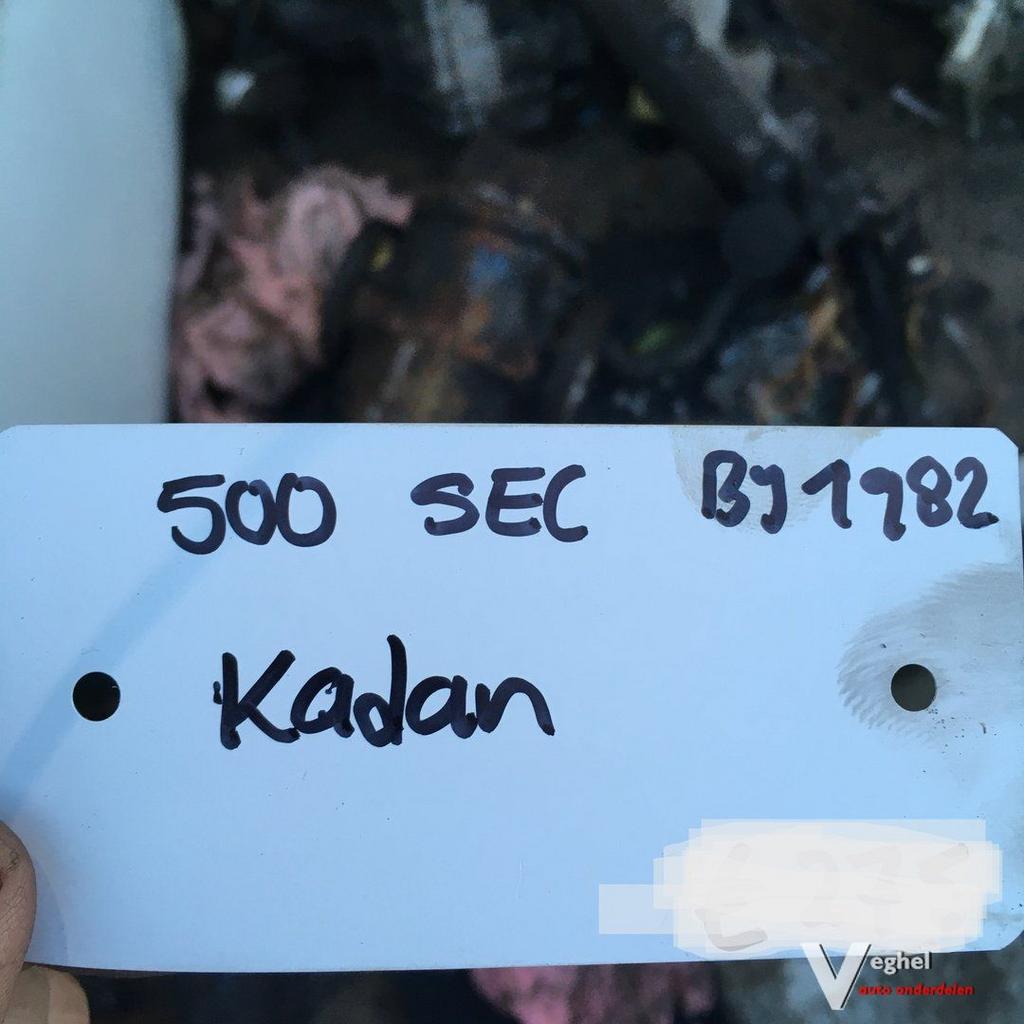 500 SEC BJ 1982
Kadan
Veghel
auto onderdelen